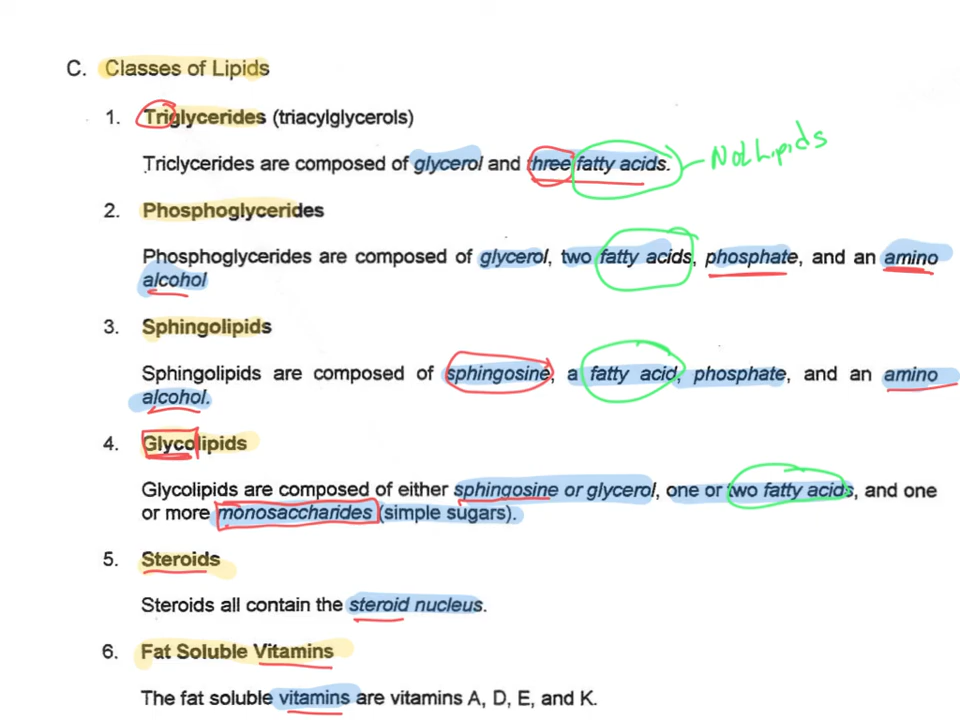 C. Classes of Lipids
1. Triglycerides (triacylglycerols)
Triclycerides are composed of glycerol and three fatty acids.
Not Lipids
2. Phosphoglycerides
Phosphoglycerides are composed of glycerol, two fatty acids, phosphate, and an amino
alcohol
3. Sphingolipids
Sphingolipids are composed of sphingosine, a fatty acid, phosphate, and an amino
alcohol.
4. Glycolipids
Glycolipids are composed of either sphingosine or glycerol, one or two fatty acids, and one
or more monosaccharides (simple sugars).
5. Steroids
Steroids all contain the steroid nucleus.
6. Fat Soluble Vitamins
The fat soluble vitamins are vitamins A, D, E, and K.